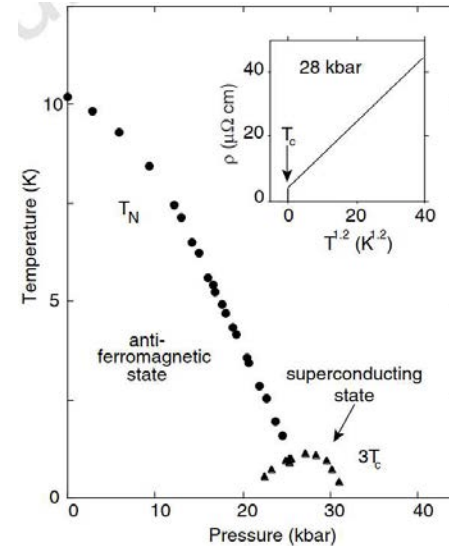 10
5
0
Temperature (K)
0
10
20
30
40
Pressure (kbar)
T_N
anti-
ferromagnetic
state
superconducting
state
3T_c
28 kbar
T_c
40
20
0
ρ (μΩ cm)
0
40
T^1.2 (K^1.2)